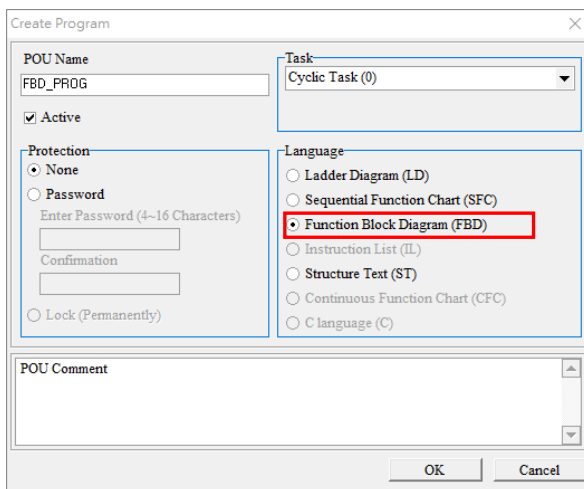 Create Program
POU Name
FBD_PROG
Active
Task
Cyclic Task (0)
Protection
None
Password
Enter Password (4~16 Characters)
Confirmation
Lock (Permanently)
Language
Ladder Diagram (LD)
Sequential Function Chart (SFC)
Function Block Diagram (FBD)
Instruction List (IL)
Structure Text (ST)
Continuous Function Chart (CFC)
C language (C)
POU Comment
OK
Cancel